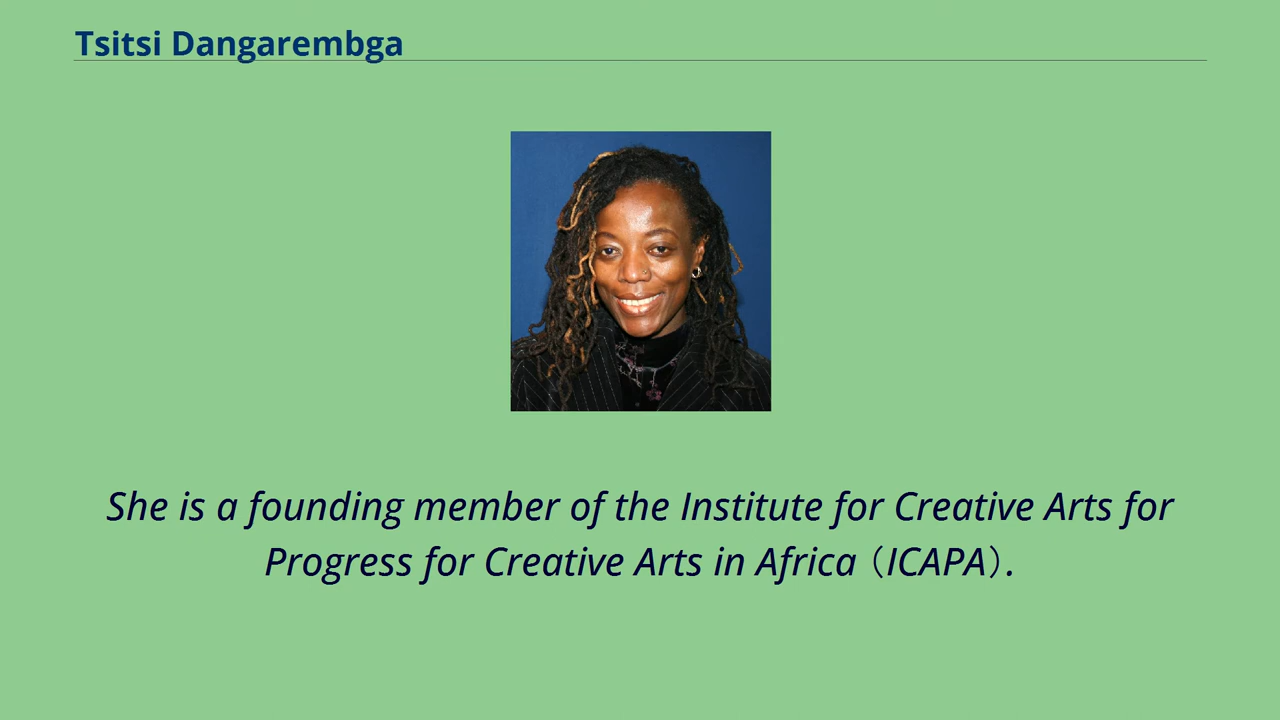 Tsitsi Dangarembga
She is a founding member of the Institute for Creative Arts for
Progress for Creative Arts in Africa（ICAPA）.